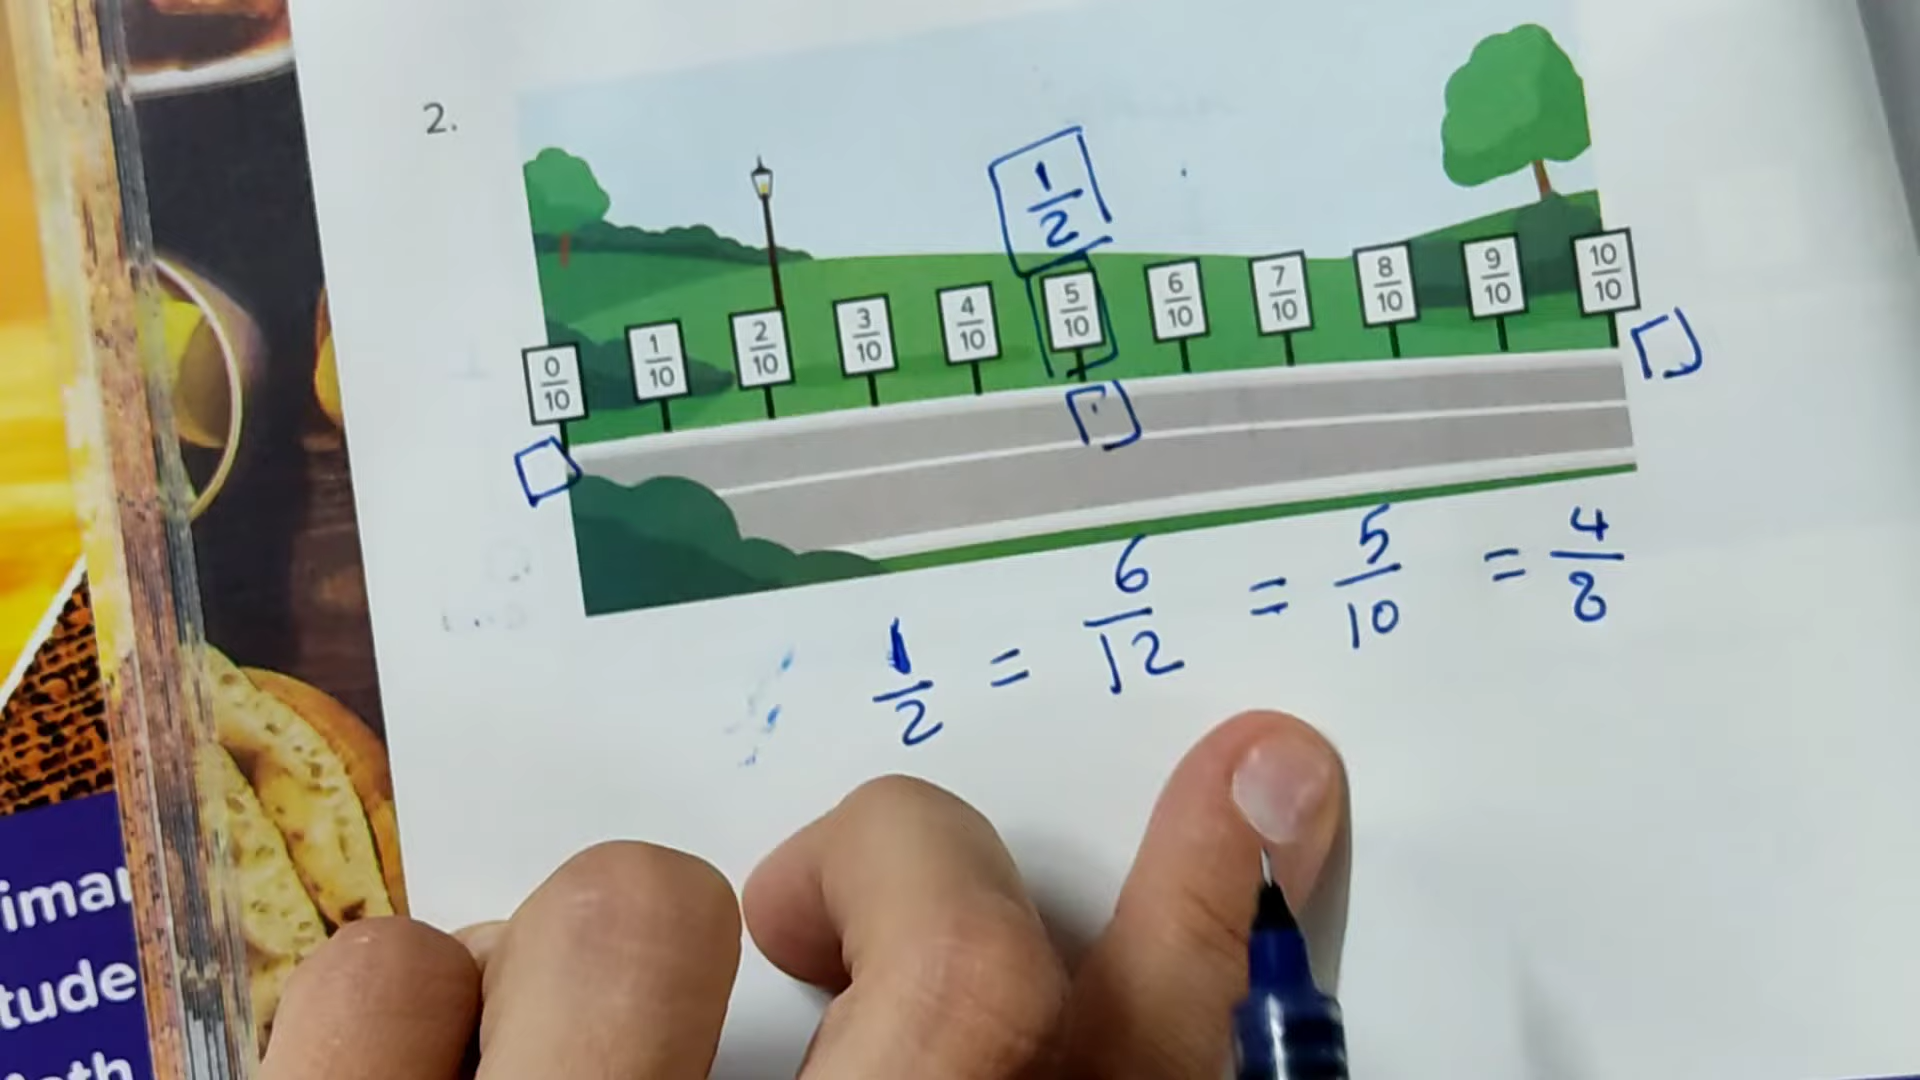 2.
1/2
0/10 1/10 2/10 3/10 4/10 5/10 6/10 7/10 8/10 9/10 10/10
1/2 = 6/12 = 5/10 = 4/8